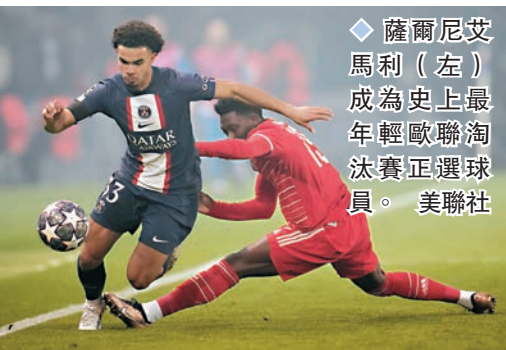 ◆ 薩爾尼艾
馬利（左）
成為史上最
年輕歐聯淘
汰賽正選球
員。 美聯社
QATAR
AIRWAYS
33